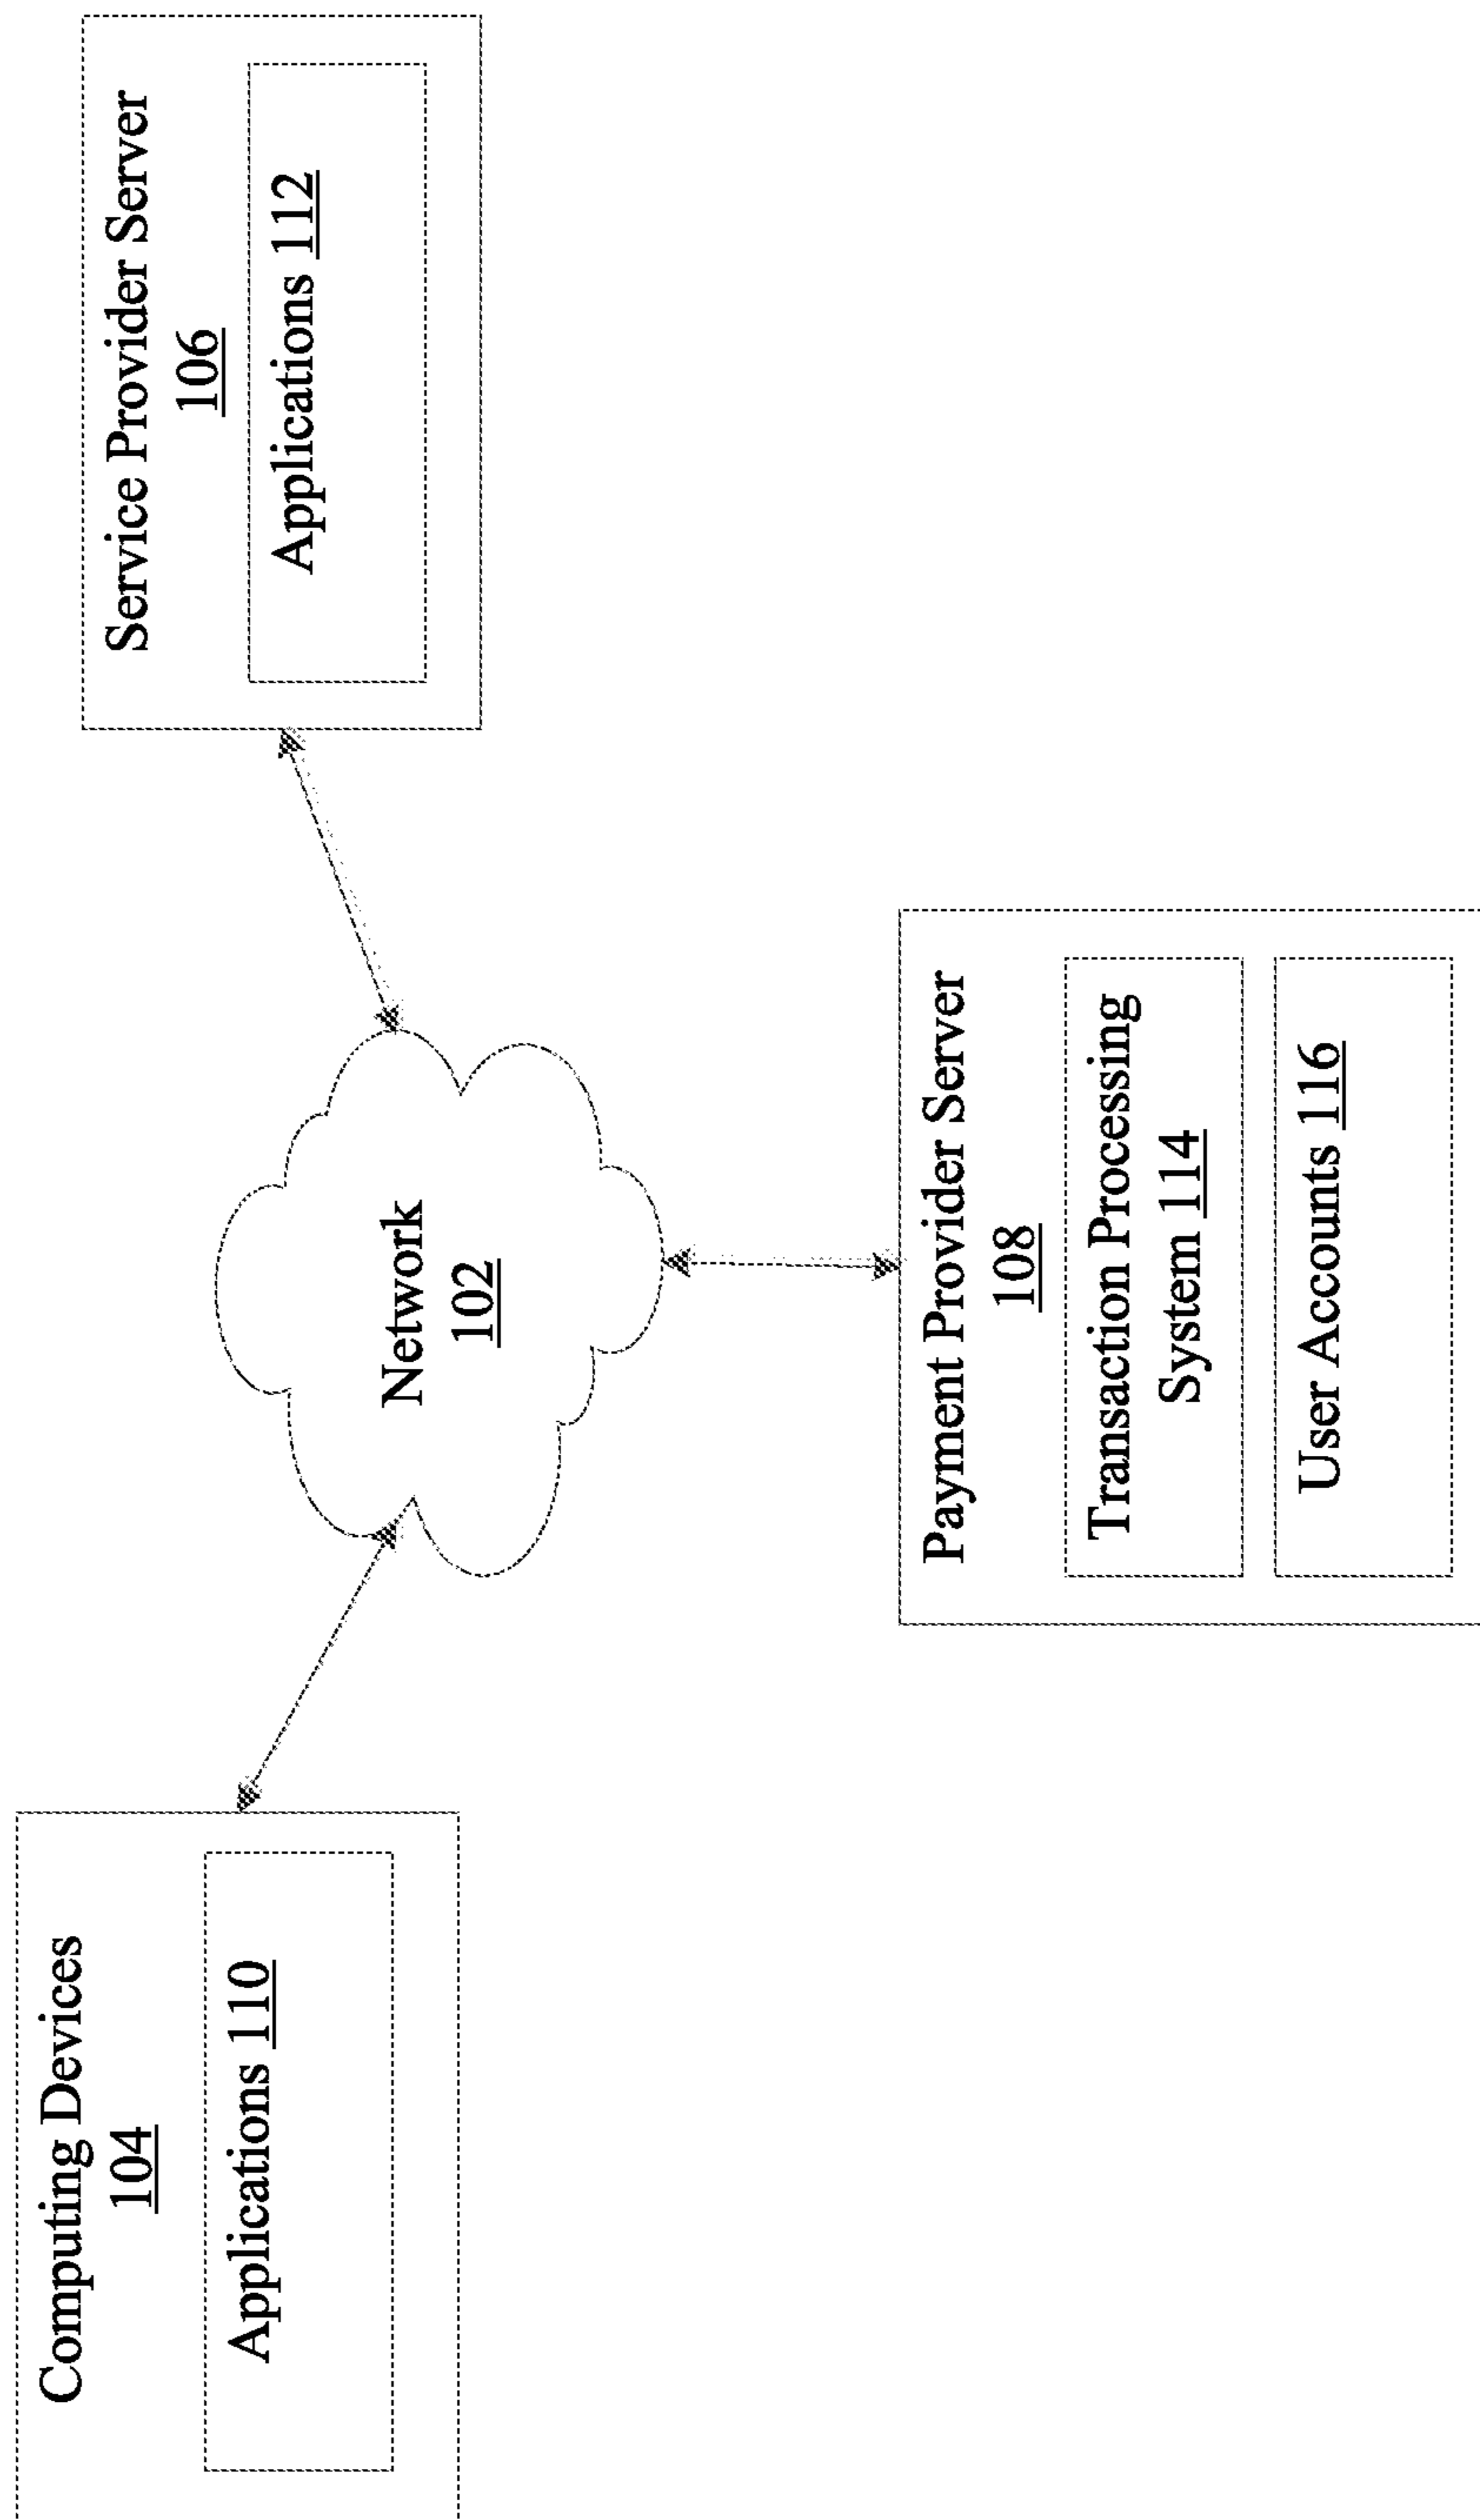 Computing Devices
104
Applications 110
Network
102
Service Provider Server
106
Applications 112
Payment Provider Server
108
Transaction Processing
System 114
User Accounts 116